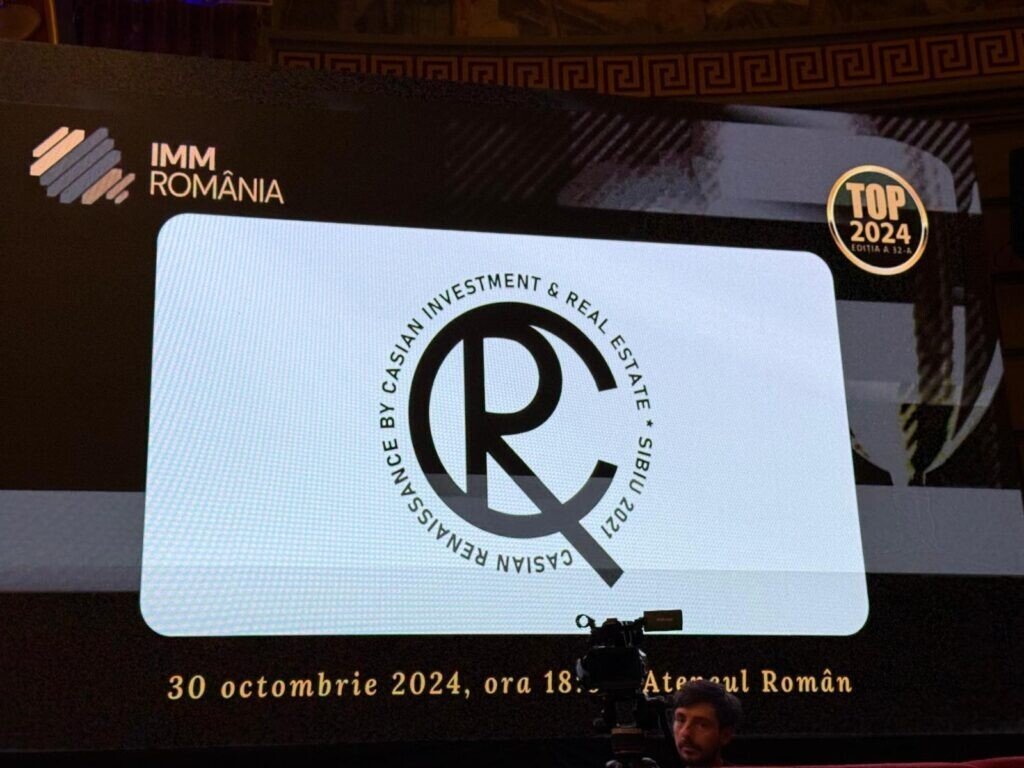 IMM
ROMÂNIA
TOP
2024
EDIȚIA A 32-A
CASIAN RENAISSANCE BY CASIAN INVESTMENT & REAL ESTATE * SIBIU 2021
RC
30 octombrie 2024, ora 18. Ateneul Român